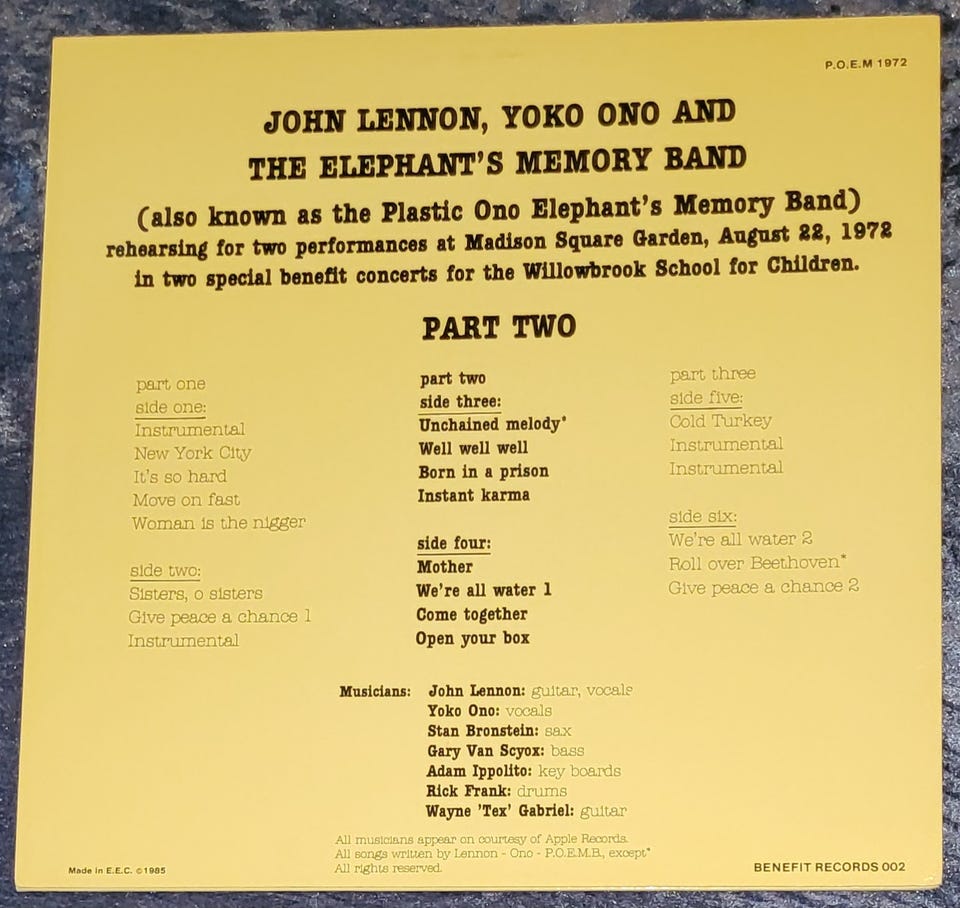 P.O.E.M 1972
JOHN LENNON, YOKO ONO AND
THE ELEPHANT'S MEMORY BAND
(also known as the Plastic Ono Elephant's Memory Band)
rehearsing for two performances at Madison Square Garden, August 22, 1972
in two special benefit concerts for the Willowbrook School for Children.
PART TWO
part one
side one:
Instrumental
New York City
It's so hard
Move on fast
Woman is the nigger
side two:
Sisters, o sisters
Give peace a chance 1
Instrumental
part two
side three:
Unchained melody*
Well well well
Born in a prison
Instant karma
side four:
Mother
We're all water 1
Come together
Open your box
part three
side five:
Cold Turkey
Instrumental
Instrumental
side six:
We're all water 2
Roll over Beethoven*
Give peace a chance 2
Musicians: John Lennon: guitar, vocals
Yoko Ono: vocals
Stan Bronstein: sax
Gary Van Scyox: bass
Adam Ippolito: key boards
Rick Frank: drums
Wayne 'Tex' Gabriel: guitar
All musicians appear on courtesy of Apple Records.
All songs written by Lennon - Ono - P.O.E.M.B., except*
All rights reserved.
Made in E.E.C. ©1985
BENEFIT RECORDS 002